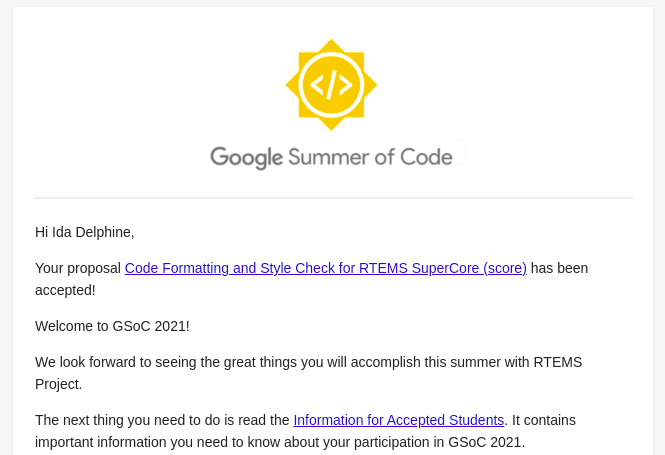 </>
Google Summer of Code
Hi Ida Delphine,
Your proposal Code Formatting and Style Check for RTEMS SuperCore (score) has been
accepted!
Welcome to GSoC 2021!
We look forward to seeing the great things you will accomplish this summer with RTEMS
Project.
The next thing you need to do is read the Information for Accepted Students. It contains
important information you need to know about your participation in GSoC 2021.